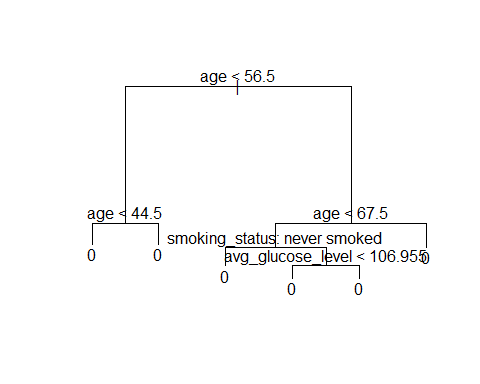 age < 56.5
age < 44.5
age < 67.5
0
0
smoking_status: never smoked
0
avg_glucose_level < 106.955
0
0
0